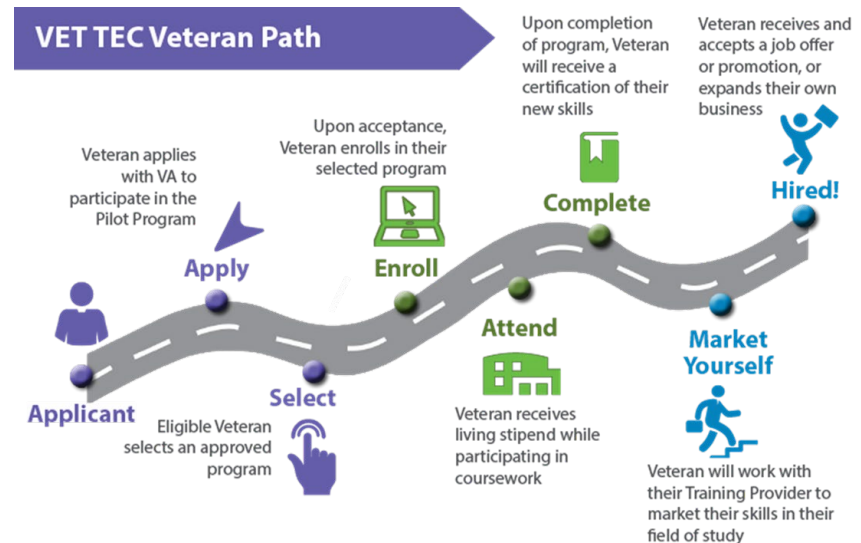 VET TEC Veteran Path
Applicant
Veteran applies
with VA to
participate in the
Pilot Program
Apply
Select
Eligible Veteran
selects an approved
program
Upon acceptance,
Veteran enrolls in their
selected program
Enroll
Attend
Veteran receives
living stipend while
participating in
coursework
Upon completion
of program, Veteran
will receive a
certification of their
new skills
Complete
Market
Yourself
Veteran will work with
their Training Provider to
market their skills in their
field of study
Veteran receives and
accepts a job offer
or promotion, or
expands their own
business
Hired!